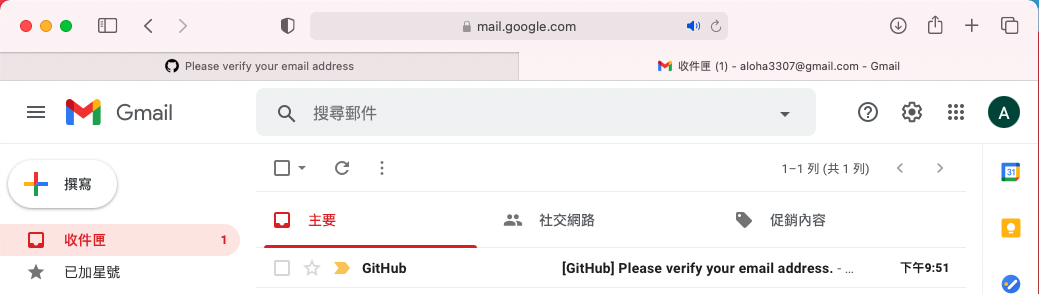 mail.google.com
Please verify your email address
收件匣 (1) - aloha3307@gmail.com - Gmail
Gmail
搜尋郵件
A
撰寫
1–1 列 (共 1 列)
31
主要
社交網路
促銷內容
收件匣 1
GitHub [GitHub] Please verify your email address. - ... 下午9:51
已加星號